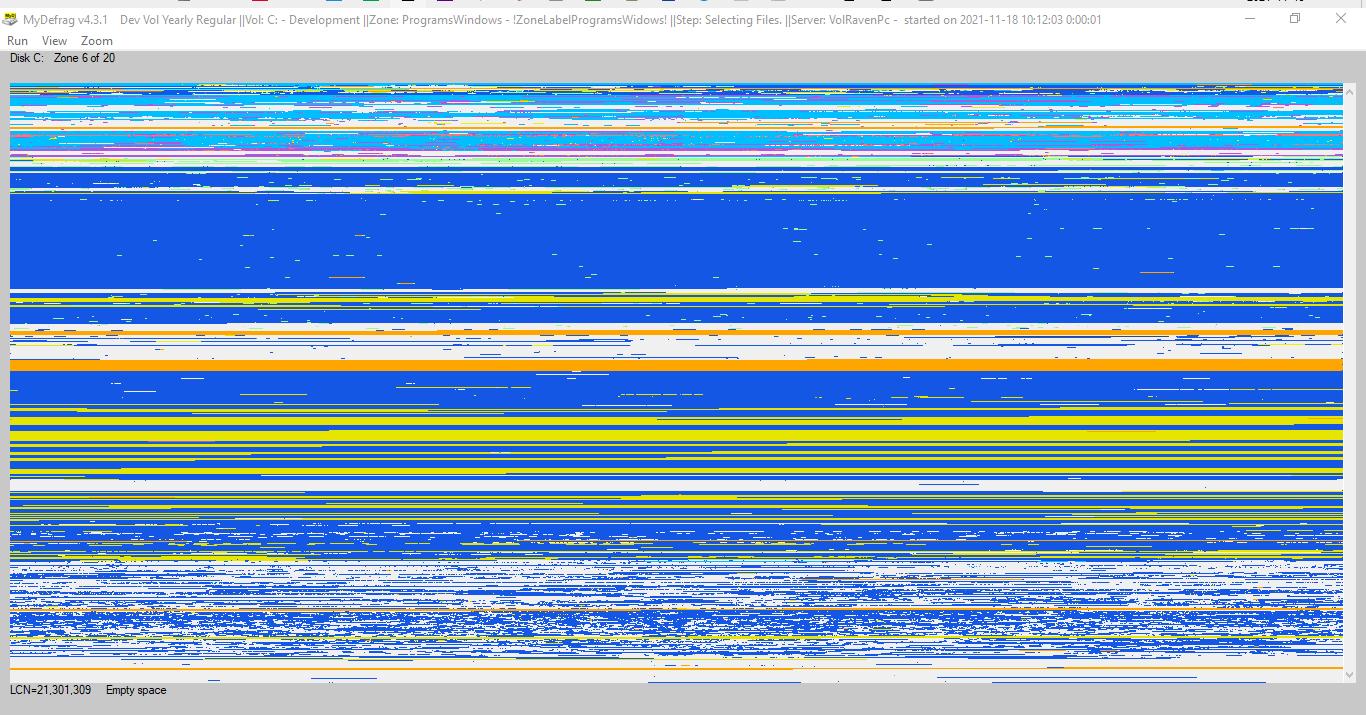 MyDefrag v4.3.1    Dev Vol Yearly Regular ||Vol: C: - Development ||Zone: ProgramsWindows - !ZoneLabelProgramsWidows! ||Step: Selecting Files. ||Server: VolRavenPc -  started on 2021-11-18 10:12:03 0:00:01
Run View Zoom
Disk C:   Zone 6 of 20
LCN=21,301,309     Empty space